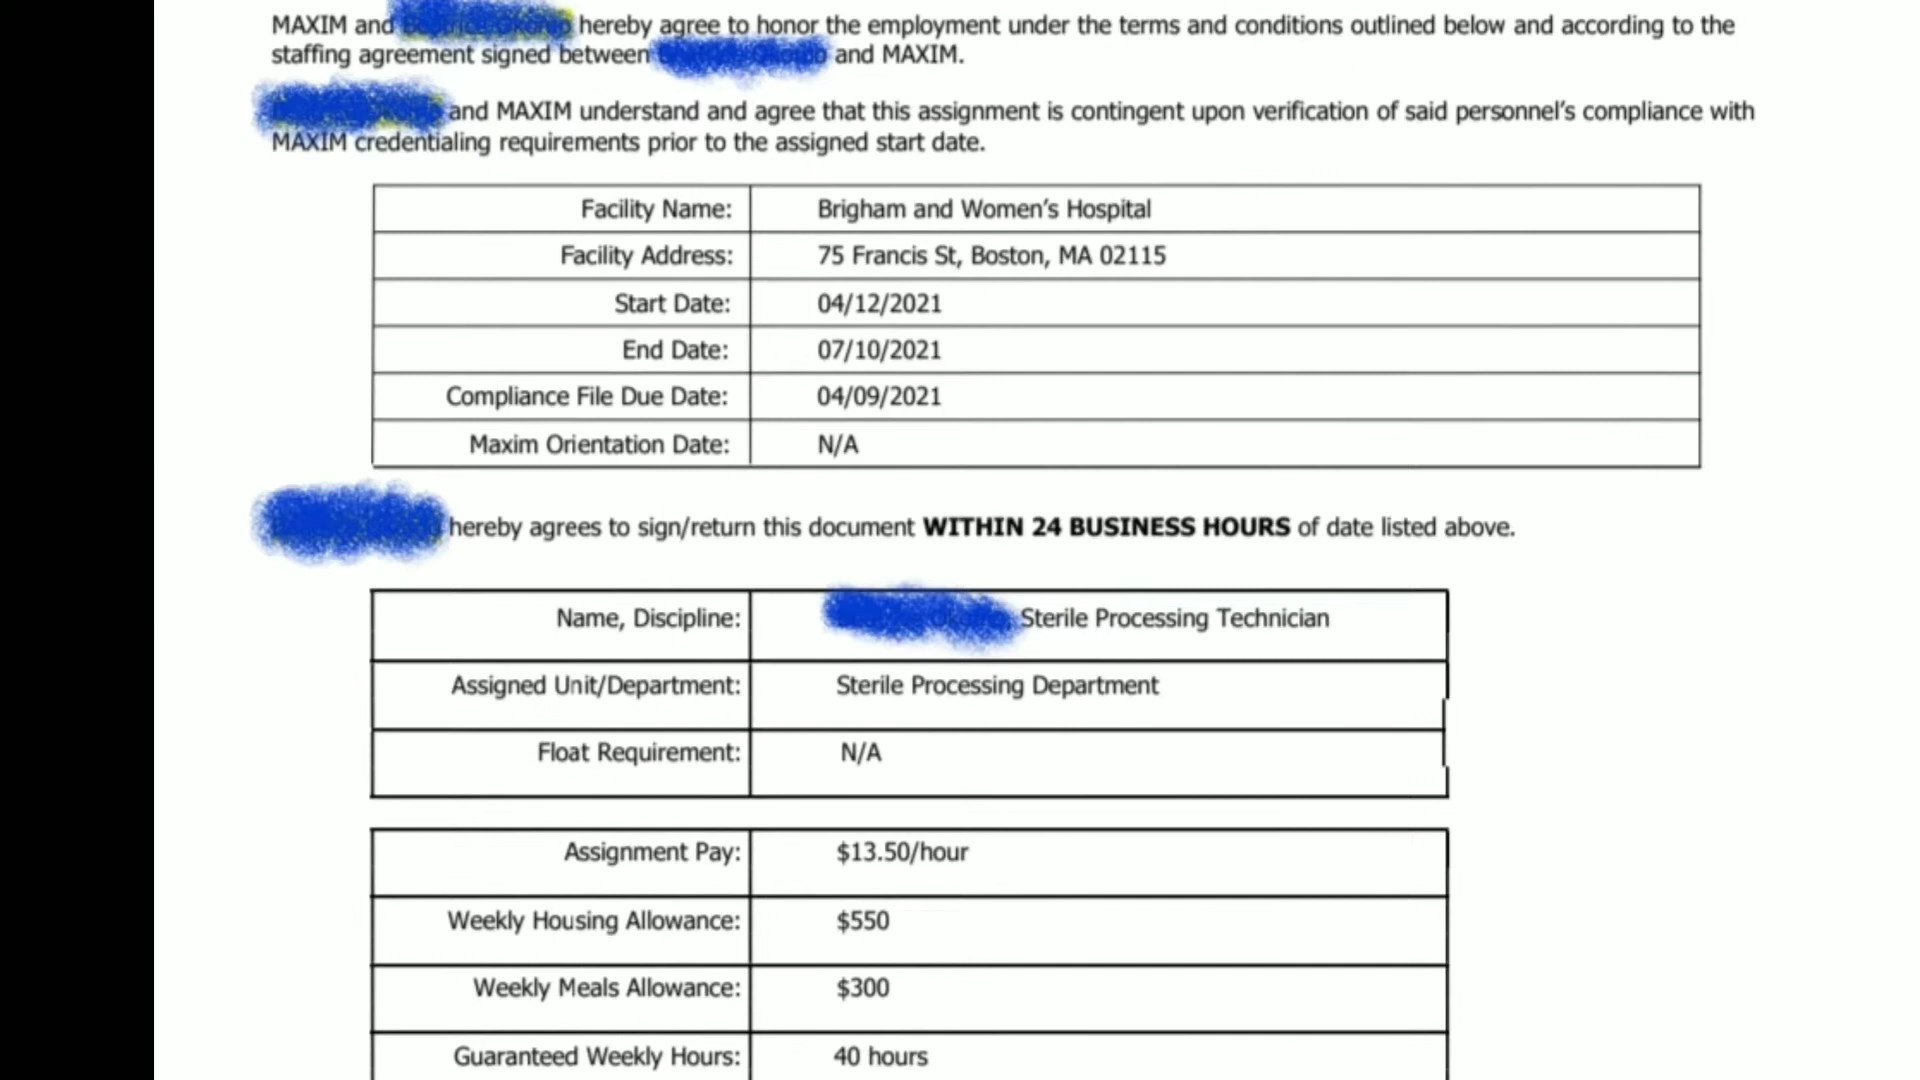 MAXIM and hereby agree to honor the employment under the terms and conditions outlined below and according to the
staffing agreement signed between and MAXIM.
and MAXIM understand and agree that this assignment is contingent upon verification of said personnel's compliance with
MAXIM credentialing requirements prior to the assigned start date.
Facility Name: Brigham and Women's Hospital
Facility Address: 75 Francis St, Boston, MA 02115
Start Date: 04/12/2021
End Date: 07/10/2021
Compliance File Due Date: 04/09/2021
Maxim Orientation Date: N/A
hereby agrees to sign/return this document WITHIN 24 BUSINESS HOURS of date listed above.
Name, Discipline: Sterile Processing Technician
Assigned Unit/Department: Sterile Processing Department
Float Requirement: N/A
Assignment Pay: $13.50/hour
Weekly Housing Allowance: $550
Weekly Meals Allowance: $300
Guaranteed Weekly Hours: 40 hours